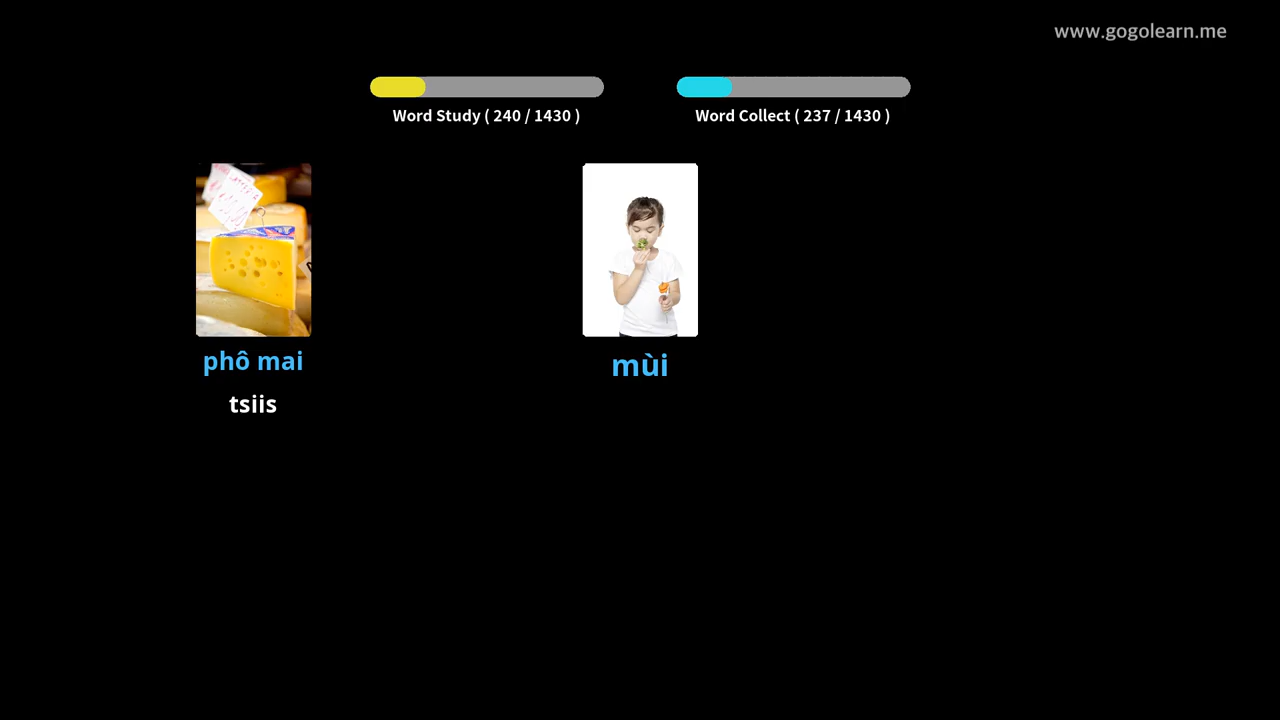 www.gogolearn.me
Word Study ( 240 / 1430 )
Word Collect ( 237 / 1430 )
phô mai
tsiis
mùi